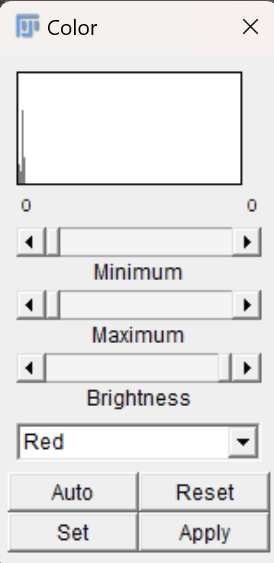 Color
0 0
Minimum
Maximum
Brightness
Red
Auto Reset
Set Apply